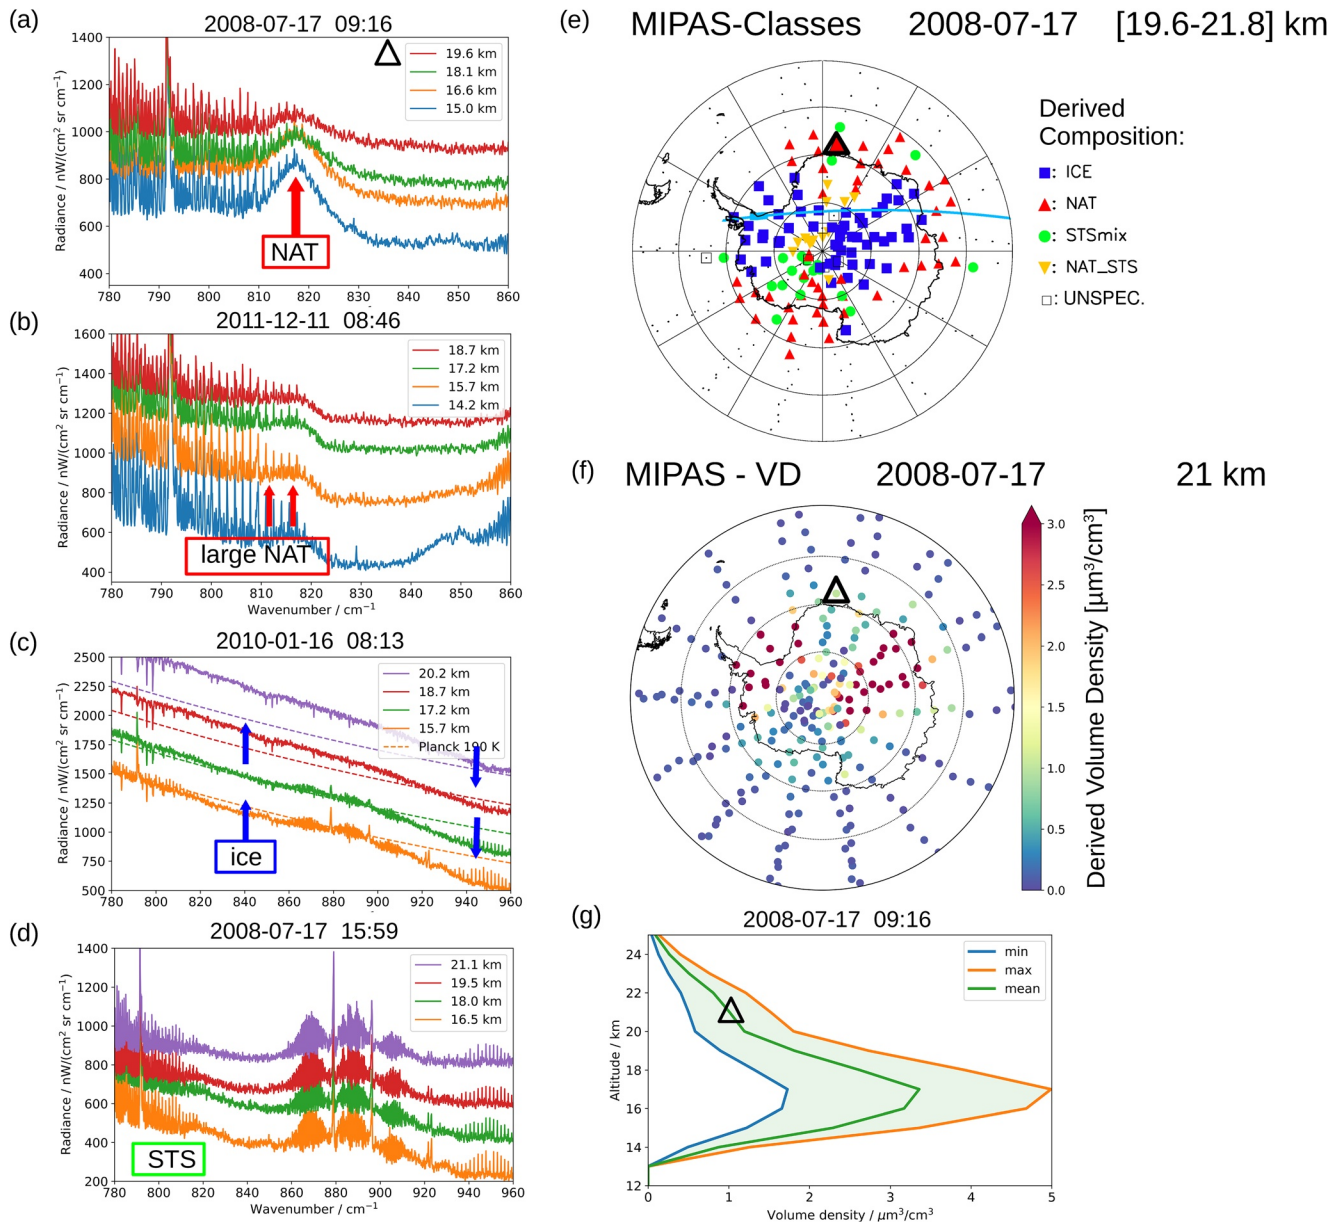 (a)
2008-07-17 09:16
1400
1200
1000
800
600
400
Radiance / nW/(cm² sr cm⁻¹)
19.6 km
18.1 km
16.6 km
15.0 km
NAT
780 790 800 810 820 830 840 850 860
(b)
2011-12-11 08:46
1600
1400
1200
1000
800
600
400
Radiance / nW/(cm² sr cm⁻¹)
18.7 km
17.2 km
15.7 km
14.2 km
large NAT
780 790 800 810 820 830 840 850 860
Wavenumber / cm⁻¹
(c)
2010-01-16 08:13
2500
2250
2000
1750
1500
1250
1000
750
500
Radiance / nW/(cm² sr cm⁻¹)
20.2 km
18.7 km
17.2 km
15.7 km
Planck 190 K
ice
780 800 820 840 860 880 900 920 940 960
(d)
2008-07-17 15:59
1400
1200
1000
800
600
400
200
Radiance / nW/(cm² sr cm⁻¹)
21.1 km
19.5 km
18.0 km
16.5 km
STS
780 800 820 840 860 880 900 920 940 960
Wavenumber / cm⁻¹
(e)
MIPAS-Classes 2008-07-17 [19.6-21.8] km
Derived
Composition:
: ICE
: NAT
: STSmix
: NAT_STS
: UNSPEC.
(f)
MIPAS - VD 2008-07-17 21 km
3.0
2.5
2.0
1.5
1.0
0.5
0.0
Derived Volume Density [µm³/cm³]
(g)
2008-07-17 09:16
24
22
20
18
16
14
12
Altitude / km
min
max
mean
0 1 2 3 4 5
Volume density / µm³/cm³